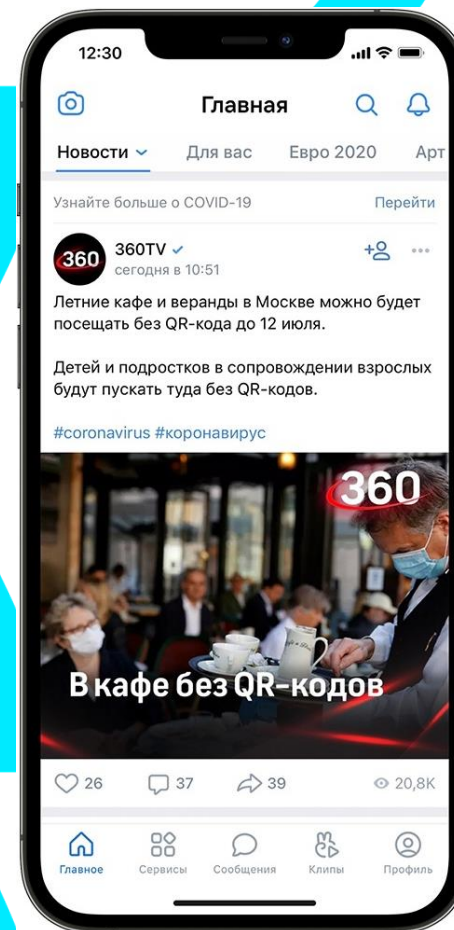 12:30
Главная
Новости Для вас Евро 2020 Арт
Узнайте больше о COVID-19 Перейти
360 360TV
сегодня в 10:51
Летние кафе и веранды в Москве можно будет
посещать без QR-кода до 12 июля.
Детей и подростков в сопровождении взрослых
будут пускать туда без QR-кодов.
#coronavirus #коронавирус
360
В кафе без QR-кодов
26 37 39 20,8K
Главное Сервисы Сообщения Клипы Профиль